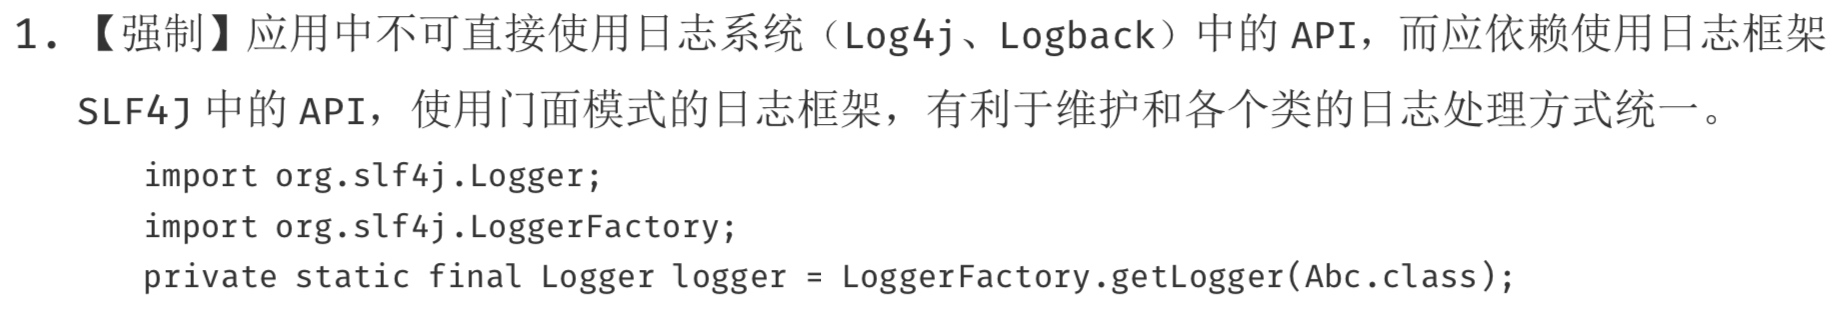 1. 【强制】应用中不可直接使用日志系统（Log4j、Logback）中的 API，而应依赖使用日志框架
SLF4J 中的 API，使用门面模式的日志框架，有利于维护和各个类的日志处理方式统一。
import org.slf4j.Logger;
import org.slf4j.LoggerFactory;
private static final Logger logger = LoggerFactory.getLogger(Abc.class);